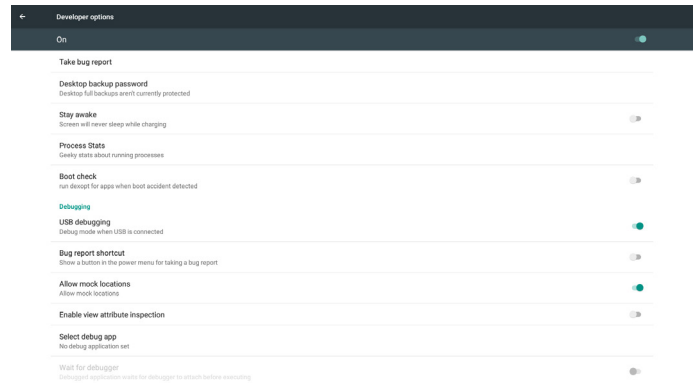 Developer options
On
Take bug report
Desktop backup password
Desktop full backups aren't currently protected
Stay awake
Screen will never sleep while charging
Process Stats
Geeky stats about running processes
Boot check
run dexopt for apps when boot accident detected
Debugging
USB debugging
Debug mode when USB is connected
Bug report shortcut
Show a button in the power menu for taking a bug report
Allow mock locations
Allow mock locations
Enable view attribute inspection
Select debug app
No debug application set
Wait for debugger
Debugged application waits for debugger to attach before executing